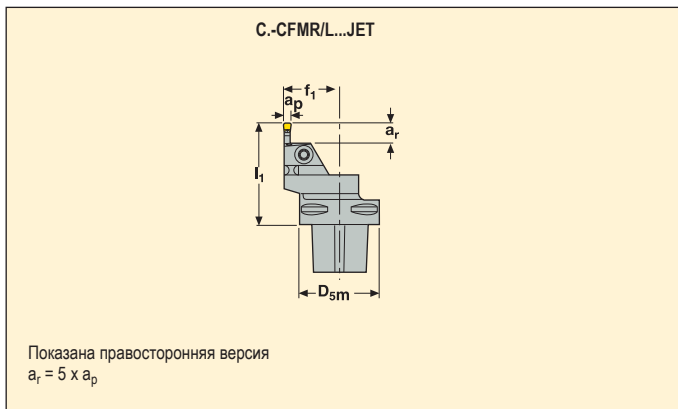 C.-CFMR/L...JET
f1
ap
ar
l1
D5m
Показана правосторонняя версия
ar = 5 x ap